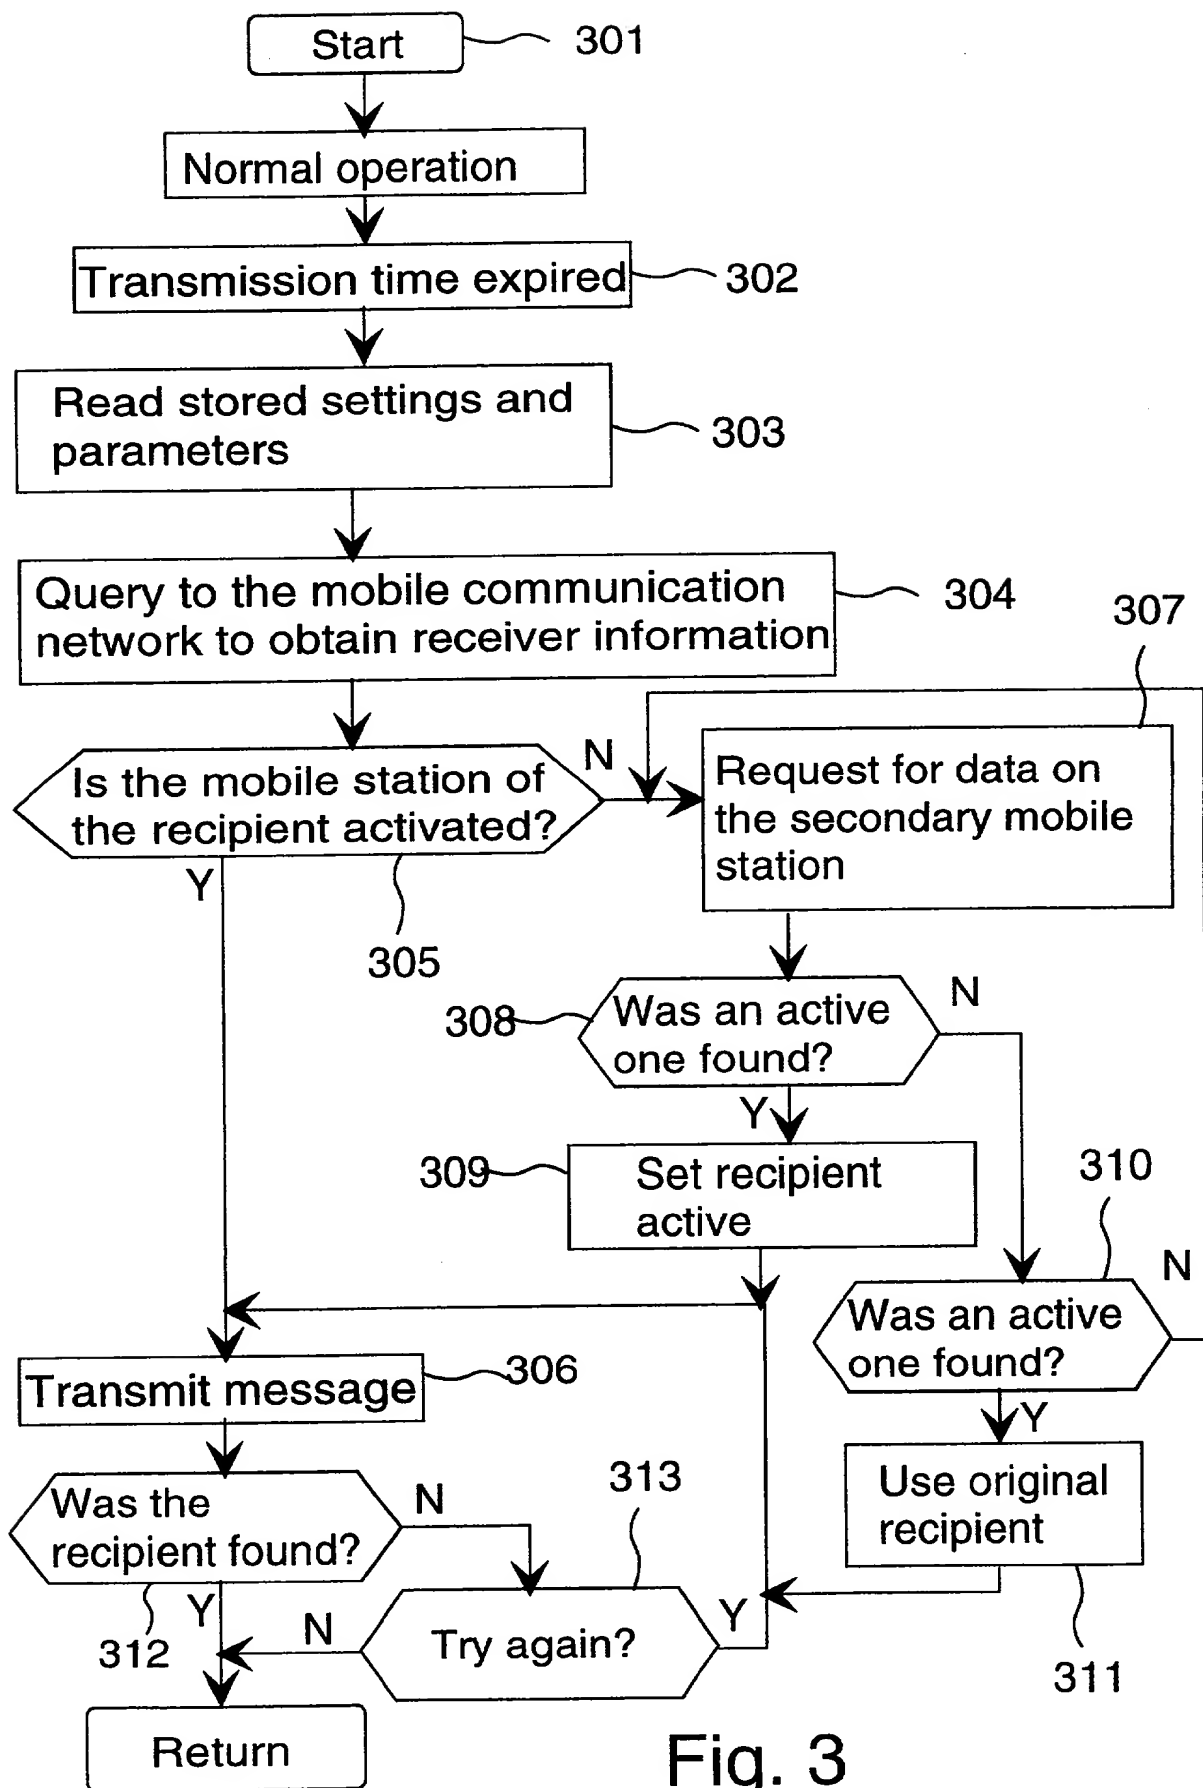 Start
301
Normal operation
Transmission time expired
302
Read stored settings and
parameters
303
Query to the mobile communication
network to obtain receiver information
304
307
Is the mobile station of
the recipient activated?
N
Y
305
Request for data on
the secondary mobile
station
308
Was an active
one found?
N
Y
309
Set recipient
active
310
Was an active
one found?
N
Y
Transmit message
306
Use original
recipient
311
Was the
recipient found?
N
Y
312
313
Try again?
N
Y
Return
Fig. 3